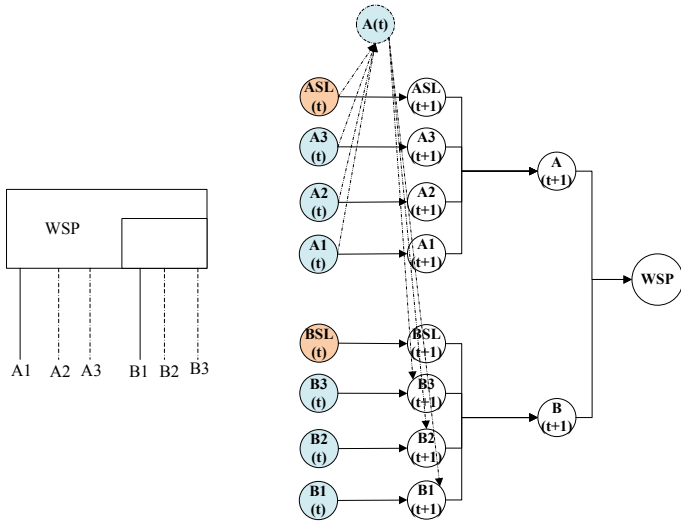 A(t)
ASL
(t)
ASL
(t+1)
A3
(t)
A3
(t+1)
A2
(t)
A2
(t+1)
A1
(t)
A1
(t+1)
A
(t+1)
WSP
WSP
A1
A2
A3
B1
B2
B3
BSL
(t)
BSL
(t+1)
B3
(t)
B3
(t+1)
B2
(t)
B2
(t+1)
B1
(t)
B1
(t+1)
B
(t+1)